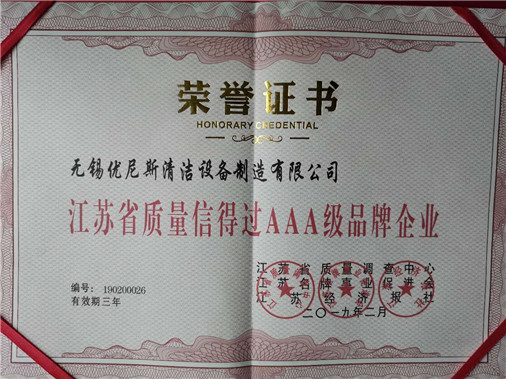 荣誉证书
HONORARY CREDENTIAL
无锡优尼斯清洁设备制造有限公司
江苏省质量信得过AAA级品牌企业
江苏省质量调查中心
江苏名牌事业促进会
江苏经济报社
编号: 190200026
有效期三年
二〇一九年二月